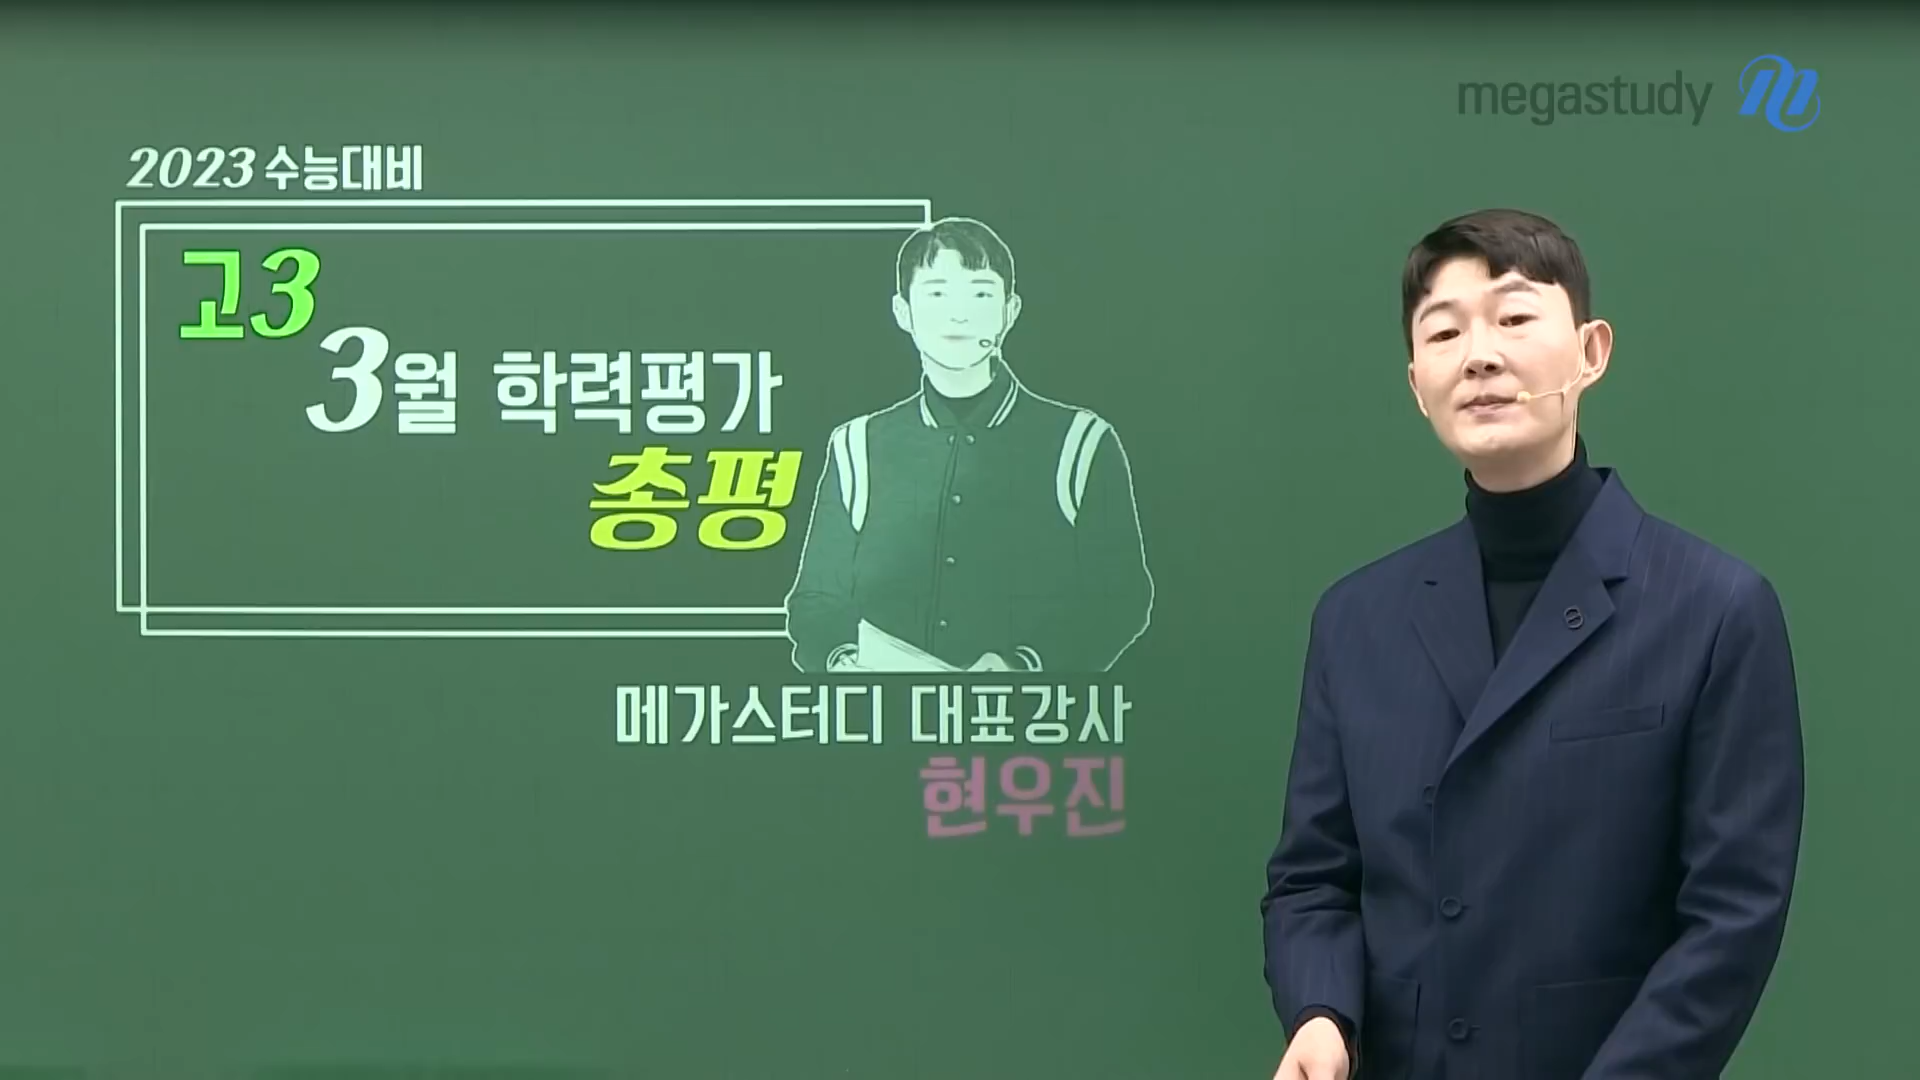 megastudy
2023 수능대비
고3
3월 학력평가
총평
메가스터디 대표강사
현우진